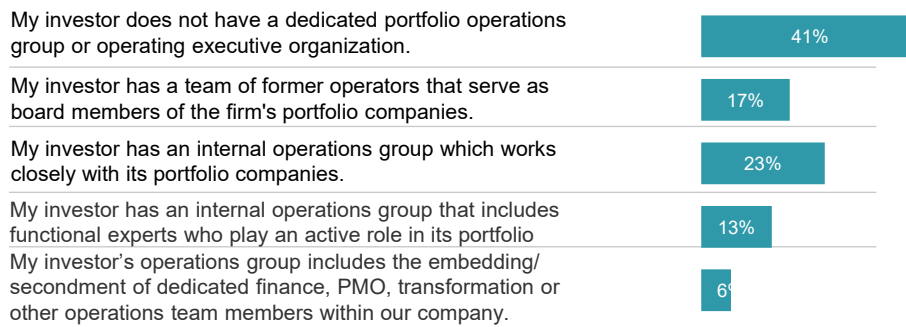 My investor does not have a dedicated portfolio operations
group or operating executive organization.
41%
My investor has a team of former operators that serve as
board members of the firm's portfolio companies.
17%
My investor has an internal operations group which works
closely with its portfolio companies.
23%
My investor has an internal operations group that includes
functional experts who play an active role in its portfolio
13%
My investor’s operations group includes the embedding/
secondment of dedicated finance, PMO, transformation or
other operations team members within our company.
6%